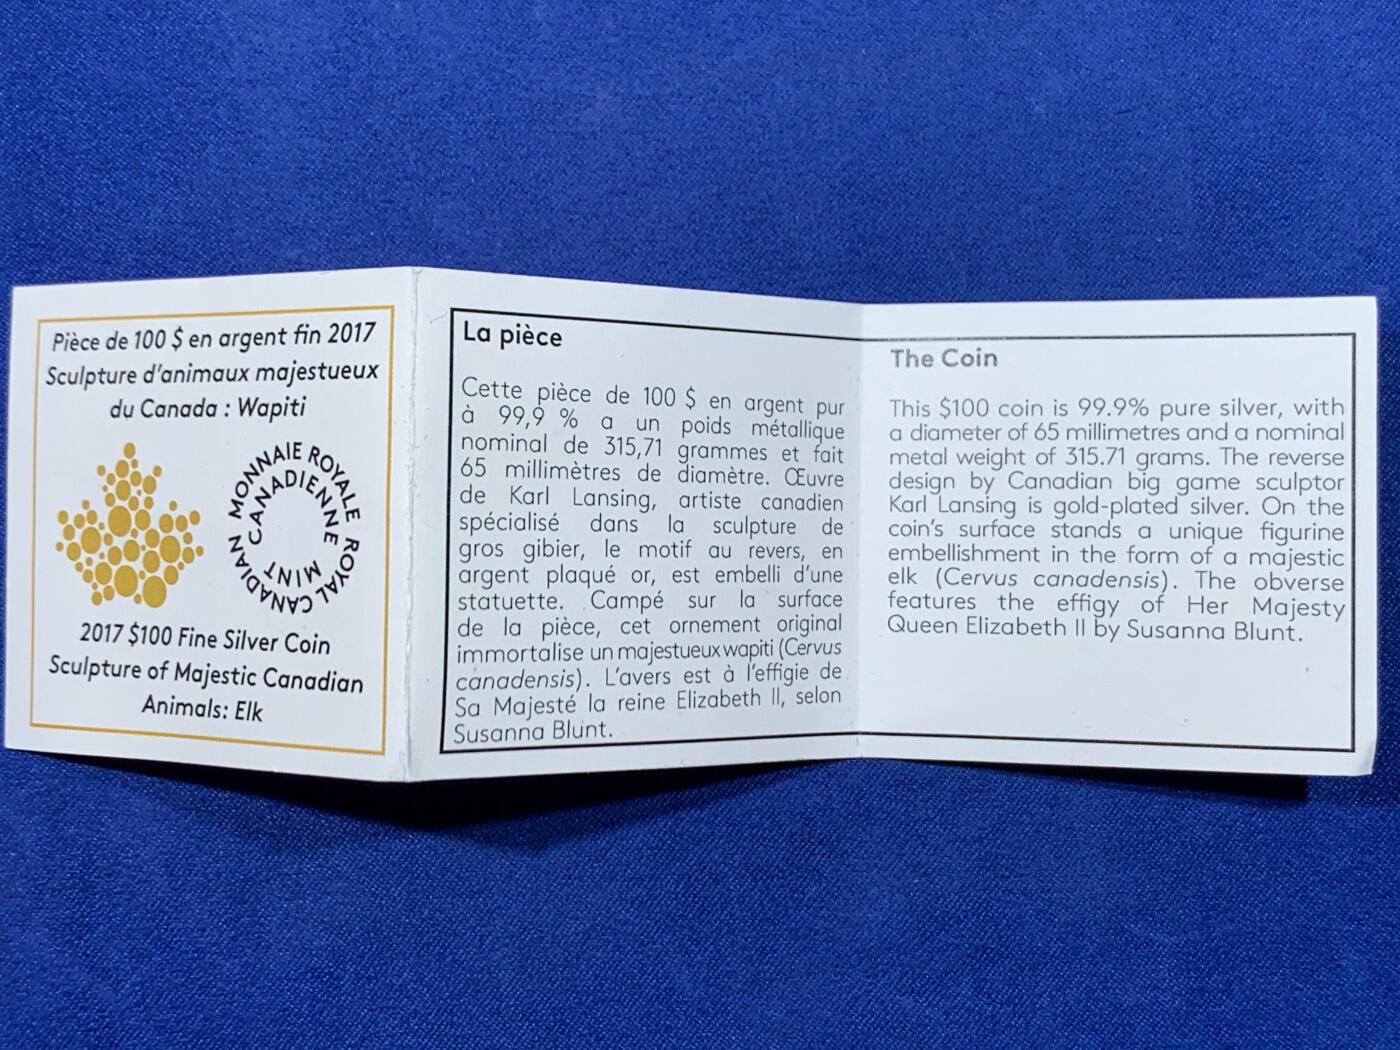 Pièce de 100 $ en argent fin 2017
Sculpture d'animaux majestueux
du Canada : Wapiti
MONNAIE ROYALE CANADIENNE
ROYAL CANADIAN MINT
2017 $100 Fine Silver Coin
Sculpture of Majestic Canadian
Animals: Elk
La pièce
Cette pièce de 100 $ en argent pur
à 99,9 % a un poids métallique
nominal de 315,71 grammes et fait
65 millimètres de diamètre. Œuvre
de Karl Lansing, artiste canadien
spécialisé dans la sculpture de
gros gibier, le motif au revers, en
argent plaqué or, est embelli d'une
statuette. Campé sur la surface
de la pièce, cet ornement original
immortalise un majestueux wapiti (Cervus
canadensis). L'avers est à l'effigie de
Sa Majesté la reine Elizabeth II, selon
Susanna Blunt.
The Coin
This $100 coin is 99.9% pure silver, with
a diameter of 65 millimetres and a nominal
metal weight of 315.71 grams. The reverse
design by Canadian big game sculptor
Karl Lansing is gold-plated silver. On the
coin's surface stands a unique figurine
embellishment in the form of a majestic
elk (Cervus canadensis). The obverse
features the effigy of Her Majesty
Queen Elizabeth II by Susanna Blunt.